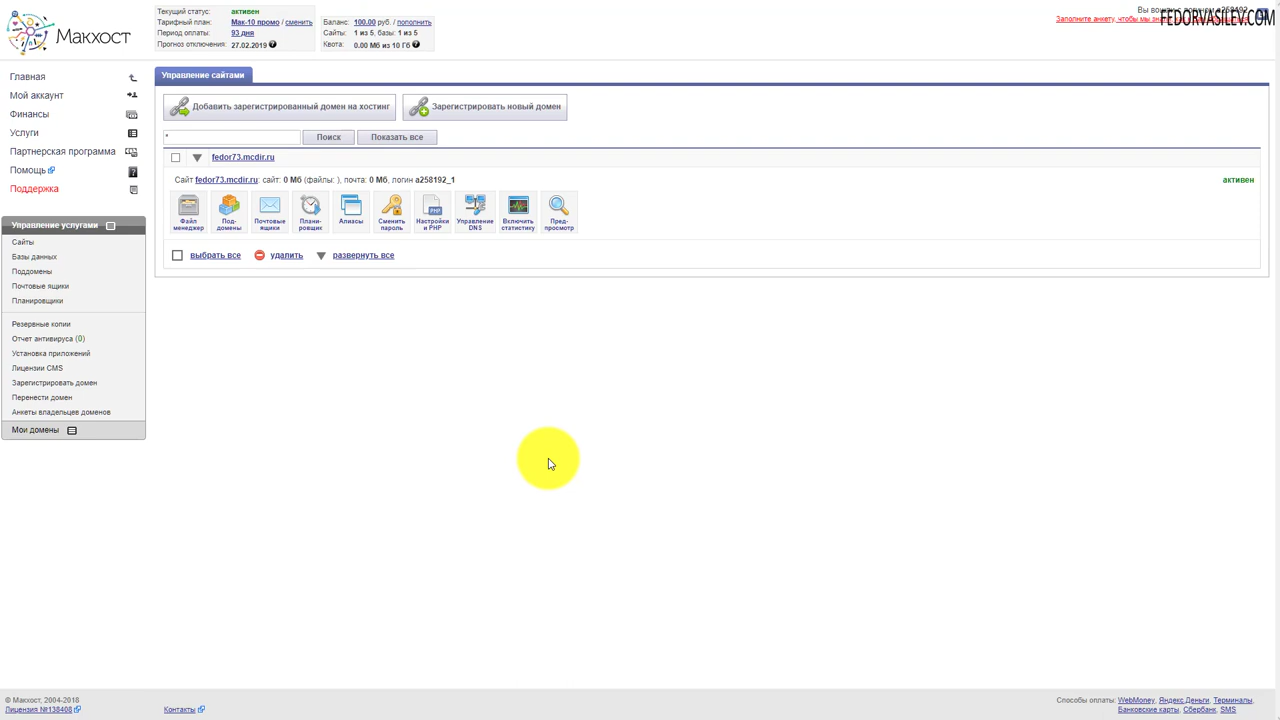 Макхост
Текущий статус: активен
Тарифный план: Мак-10 промо / сменить
Период оплаты: 93 дня
Прогноз отключения: 27.02.2019
Баланс: 100.00 руб. / пополнить
Сайты: 1 из 5, базы: 1 из 5
Квота: 0.00 Мб из 10 Гб
FEDORVASILEV.COM
Главная
Мой аккаунт
Финансы
Услуги
Партнерская программа
Помощь
Поддержка
Управление услугами
Сайты
Базы данных
Поддомены
Почтовые ящики
Планировщики
Резервные копии
Отчет антивируса (0)
Установка приложений
Лицензии CMS
Зарегистрировать домен
Перенести домен
Анкеты владельцев доменов
Мои домены
Управление сайтами
Добавить зарегистрированный домен на хостинг
Зарегистрировать новый домен
*
Поиск
Показать все
fedor73.mcdir.ru
Сайт fedor73.mcdir.ru: сайт: 0 Мб (файлы: ), почта: 0 Мб, логин a258192_1
активен
Файл
менеджер
Под-
домены
Почтовые
ящики
Плани-
ровщик
Алиасы
Сменить
пароль
Настройки
и PHP
Управление
DNS
Включить
статистику
Пред-
просмотр
выбрать все
удалить
развернуть все
© Макхост, 2004-2018
Лицензия №138408
Контакты
Способы оплаты: WebMoney, Яндекс.Деньги, Терминалы,
Банковские карты, Сбербанк, SMS